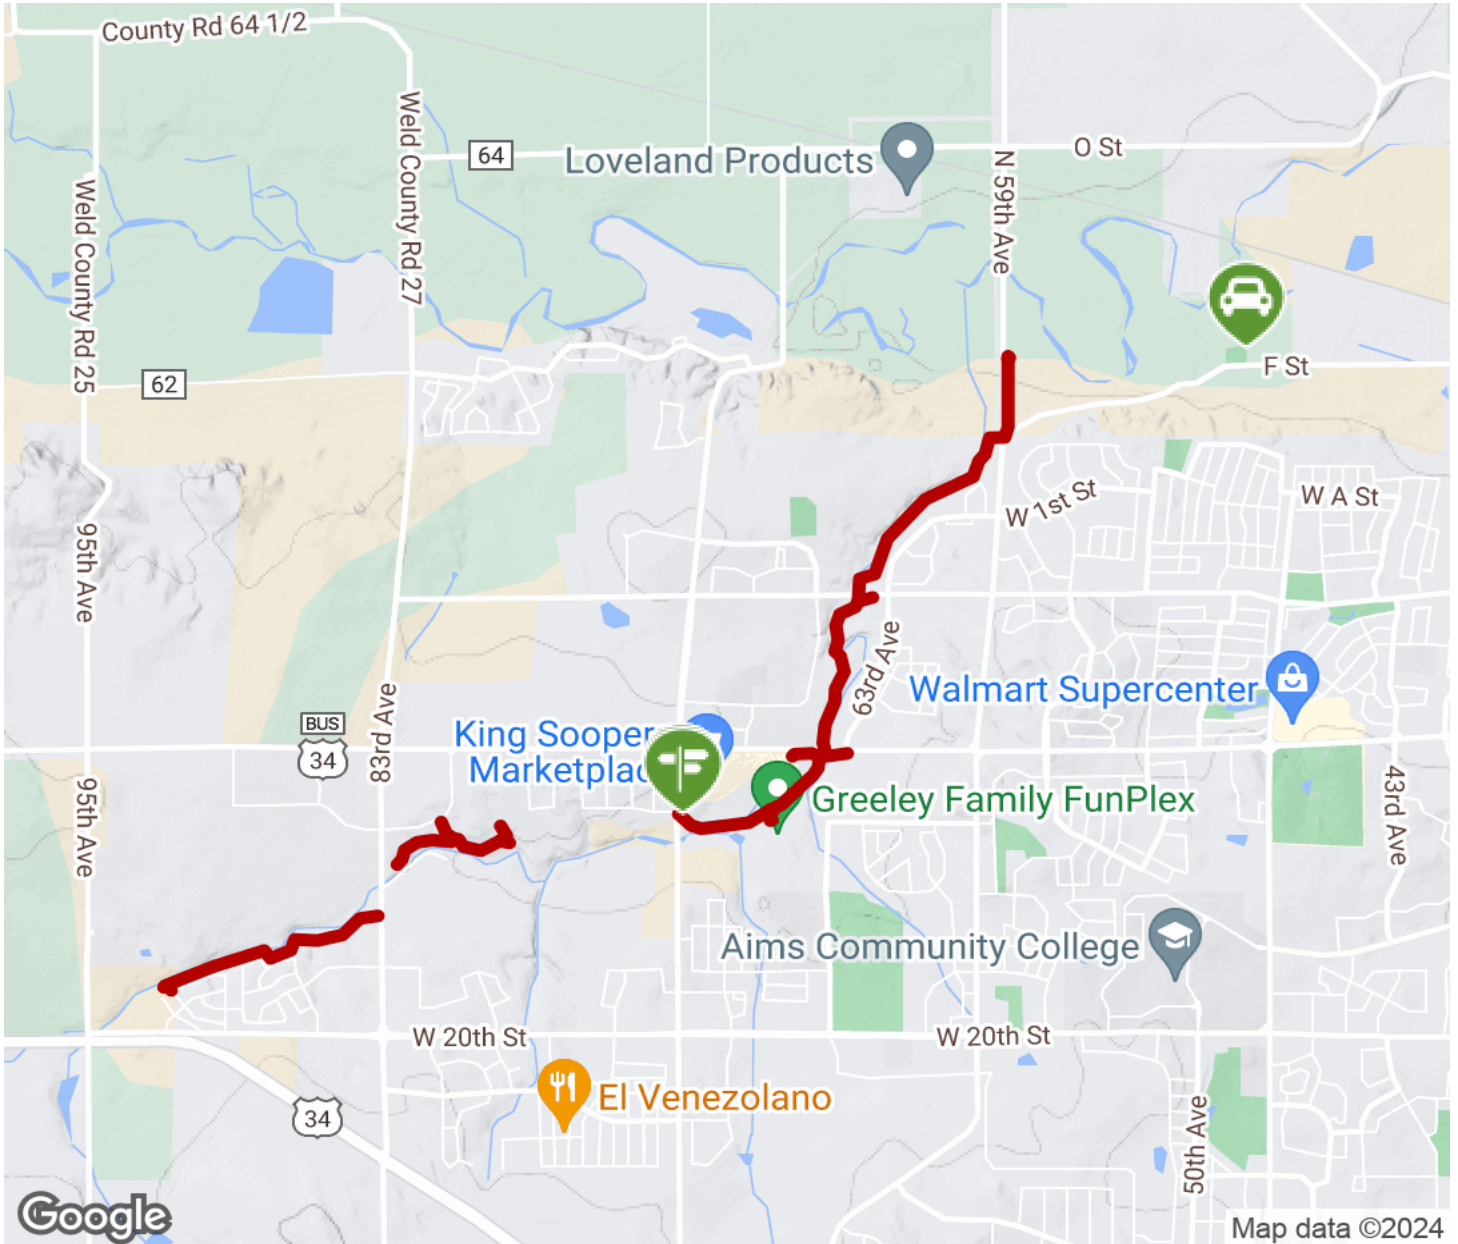 County Rd 64 1/2
Weld County Rd 27
64
O St
Loveland Products
N 59th Ave
Weld County Rd 25
62
F St
W 1st St
W A St
95th Ave
63rd Ave
Walmart Supercenter
83rd Ave
BUS
34
King Sooper
Marketplac
Greeley Family FunPlex
43rd Ave
95th Ave
Aims Community College
W 20th St
W 20th St
El Venezolano
34
50th Ave
Google
Map data ©2024